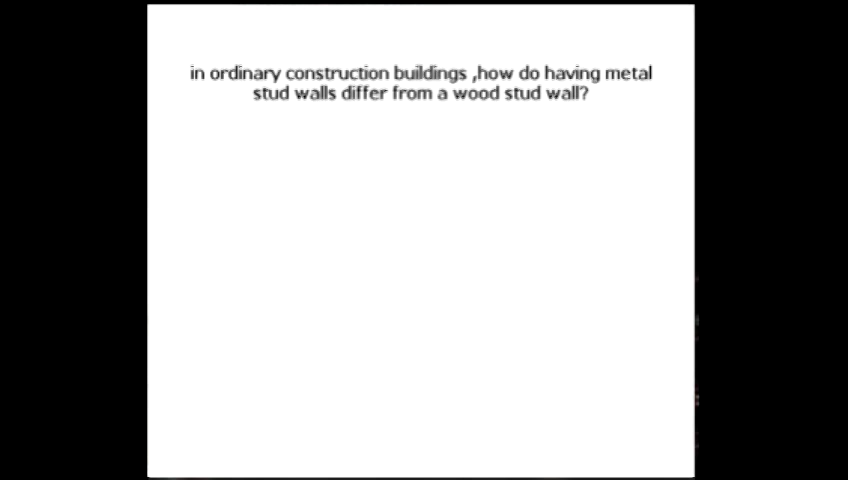 in ordinary construction buildings ,how do having metal
stud walls differ from a wood stud wall?